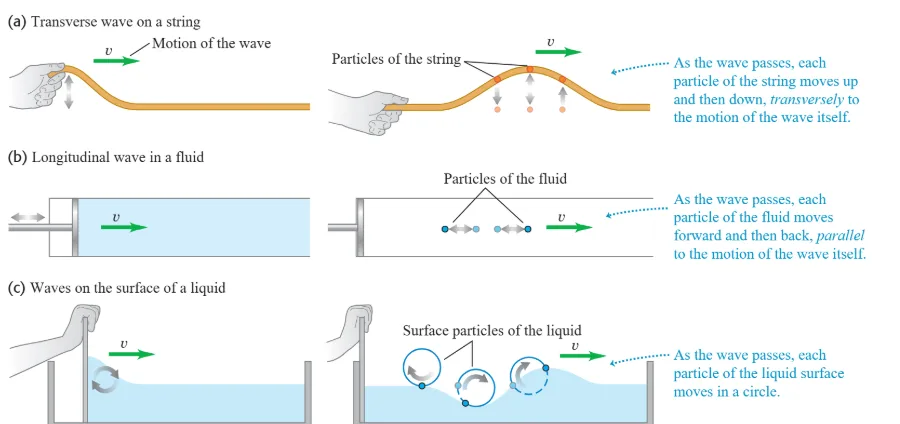 (a) Transverse wave on a string
v
Motion of the wave
Particles of the string
v
As the wave passes, each
particle of the string moves up
and then down, transversely to
the motion of the wave itself.
(b) Longitudinal wave in a fluid
v
Particles of the fluid
v
As the wave passes, each
particle of the fluid moves
forward and then back, parallel
to the motion of the wave itself.
(c) Waves on the surface of a liquid
v
Surface particles of the liquid
v
As the wave passes, each
particle of the liquid surface
moves in a circle.